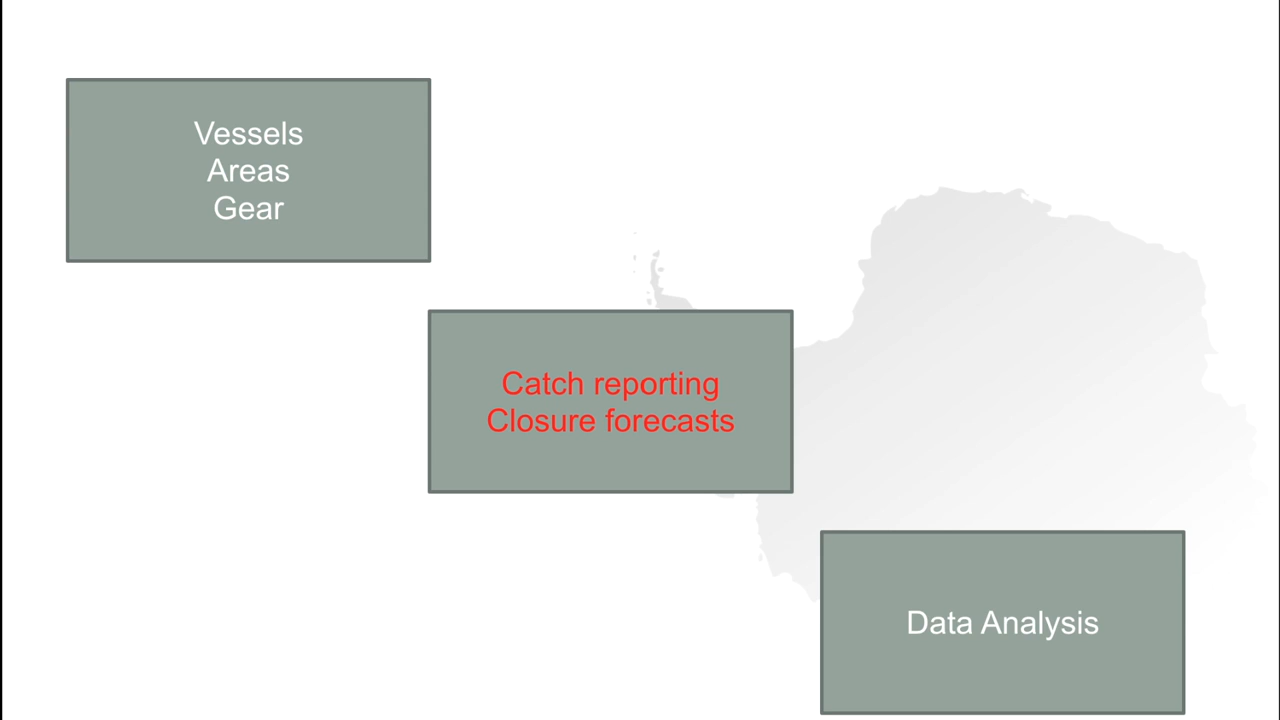 Vessels
Areas
Gear
Catch reporting
Closure forecasts
Data Analysis